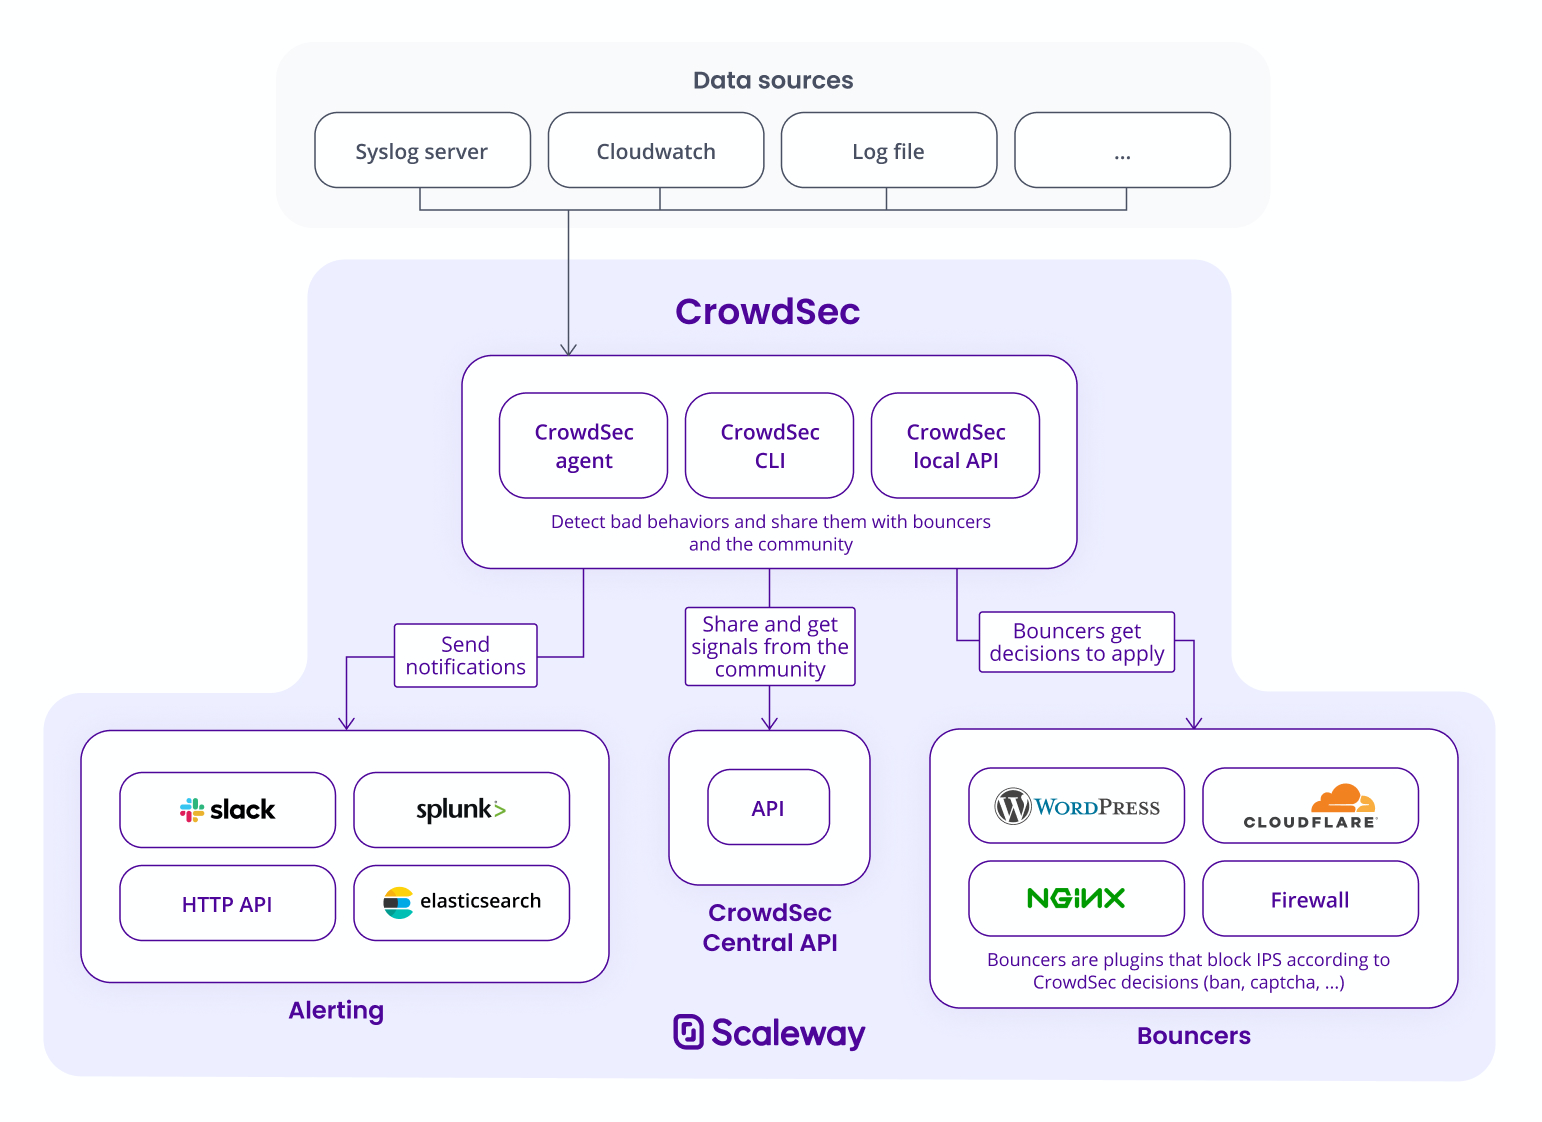 Data sources
Syslog server
Cloudwatch
Log file
...
CrowdSec
CrowdSec
agent
CrowdSec
CLI
CrowdSec
local API
Detect bad behaviors and share them with bouncers
and the community
Send
notifications
Share and get
signals from the
community
Bouncers get
decisions to apply
slack
splunk>
HTTP API
elasticsearch
Alerting
API
CrowdSec
Central API
WORDPRESS
CLOUDFLARE
NGINX
Firewall
Bouncers are plugins that block IPS according to
CrowdSec decisions (ban, captcha, ...)
Bouncers
Scaleway